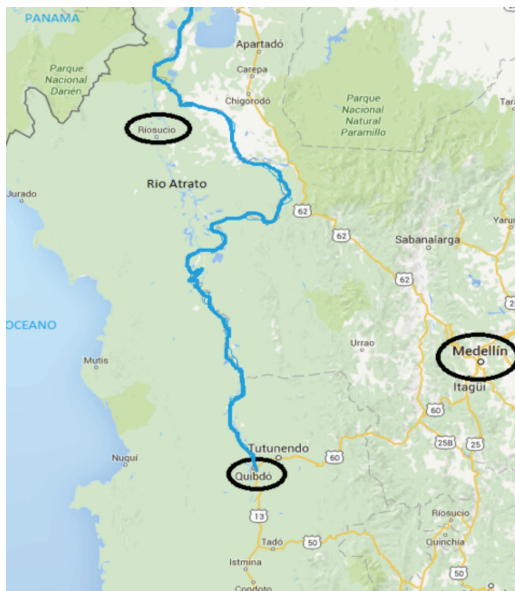 PANAMA
Apartadó
Parque
Nacional
Darién
Carepa
Chigorodó
Parque
Nacional
Natural
Paramillo
Riosucio
Rio Atrato
Jurado
62
62
Sabanalarga
62
OCEANO
Medellín
Urrao
Mutis
Itagüí
60
25B
25
Tutunendo
Nuquí
60
Quibdó
13
Ríosucio
Tadó
50
Quinchia
50
Istmina
Condoto